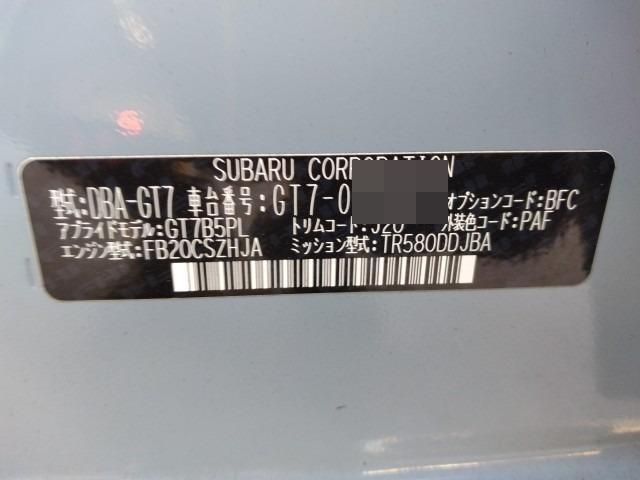 SUBARU CORPORATION
型式:DBA-GT7 車台番号:GT7-0 オプションコード:BFC
アプライドモデル:GT7B5PL トリムコード:J20 外装色コード:PAF
エンジン型式:FB20CSZHJA ミッション型式:TR580DDJBA